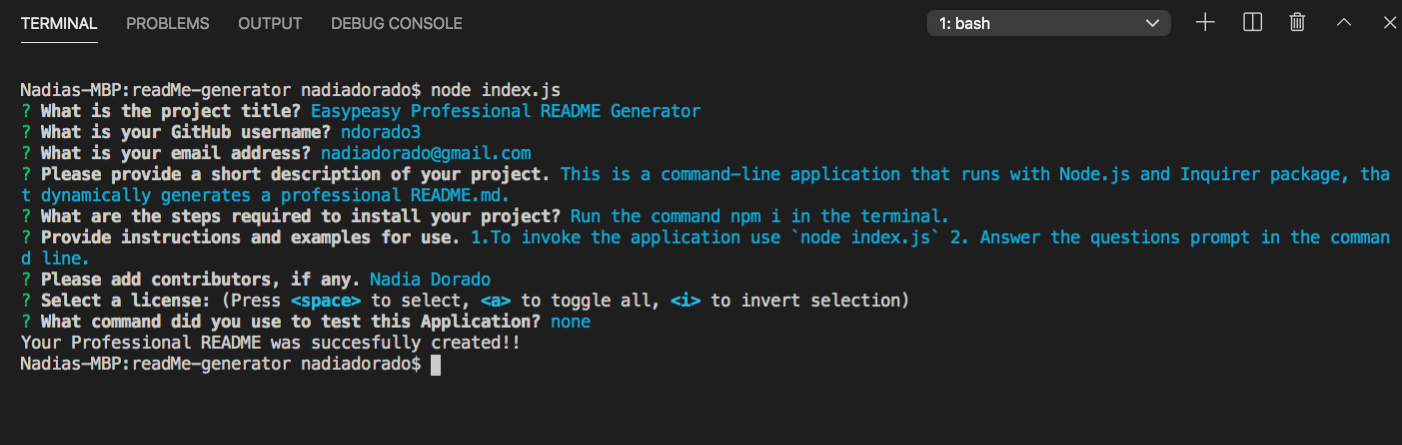 TERMINAL PROBLEMS OUTPUT DEBUG CONSOLE 1: bash
Nadias-MBP:readMe-generator nadiadorado$ node index.js
? What is the project title? Easypeasy Professional README Generator
? What is your GitHub username? ndorado3
? What is your email address? nadiadorado@gmail.com
? Please provide a short description of your project. This is a command-line application that runs with Node.js and Inquirer package, tha
t dynamically generates a professional README.md.
? What are the steps required to install your project? Run the command npm i in the terminal.
? Provide instructions and examples for use. 1.To invoke the application use `node index.js` 2. Answer the questions prompt in the comman
d line.
? Please add contributors, if any. Nadia Dorado
? Select a license: (Press <space> to select, <a> to toggle all, <i> to invert selection)
? What command did you use to test this Application? none
Your Professional README was succesfully created!!
Nadias-MBP:readMe-generator nadiadorado$